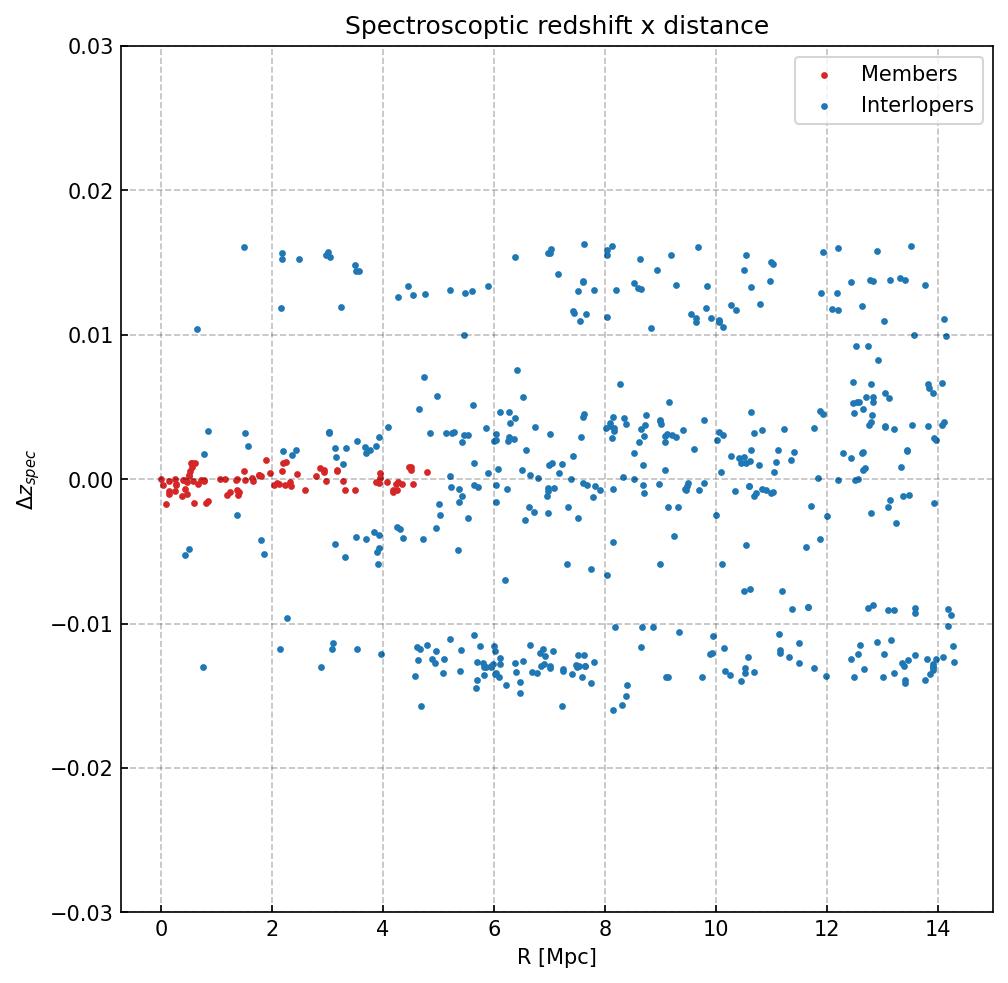 Spectroscoptic redshift x distance
Members
Interlopers
0.03
0.02
0.01
0.00
−0.01
−0.02
−0.03
Δz_spec
0 2 4 6 8 10 12 14
R [Mpc]